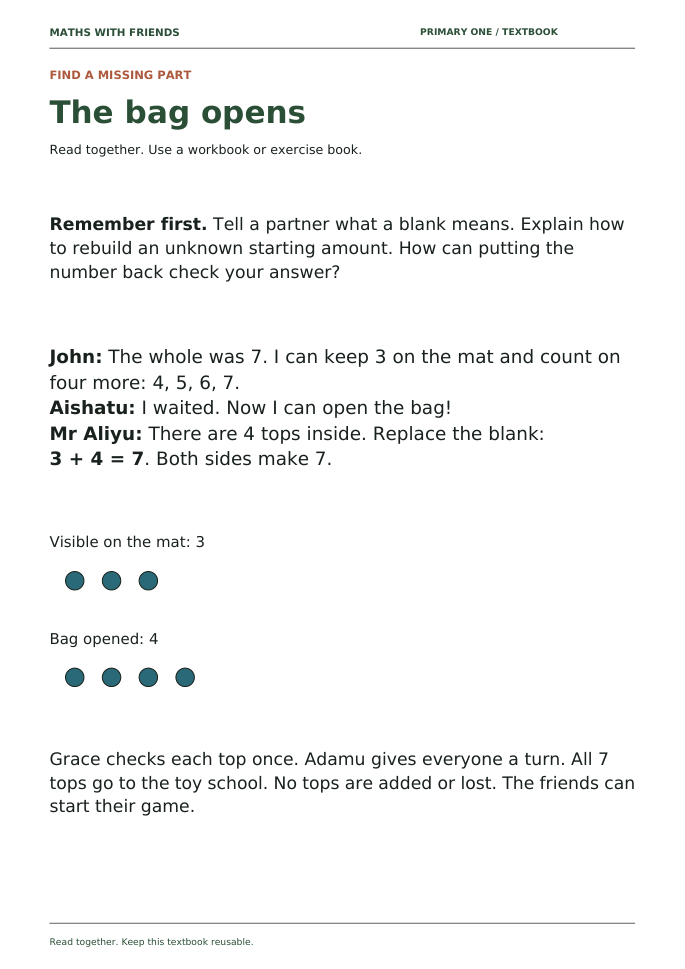 MATHS WITH FRIENDS
PRIMARY ONE / TEXTBOOK
FIND A MISSING PART
The bag opens
Read together. Use a workbook or exercise book.
Remember first. Tell a partner what a blank means. Explain how
to rebuild an unknown starting amount. How can putting the
number back check your answer?
John: The whole was 7. I can keep 3 on the mat and count on
four more: 4, 5, 6, 7.
Aishatu: I waited. Now I can open the bag!
Mr Aliyu: There are 4 tops inside. Replace the blank:
3 + 4 = 7. Both sides make 7.
Visible on the mat: 3
Bag opened: 4
Grace checks each top once. Adamu gives everyone a turn. All 7
tops go to the toy school. No tops are added or lost. The friends can
start their game.
Read together. Keep this textbook reusable.